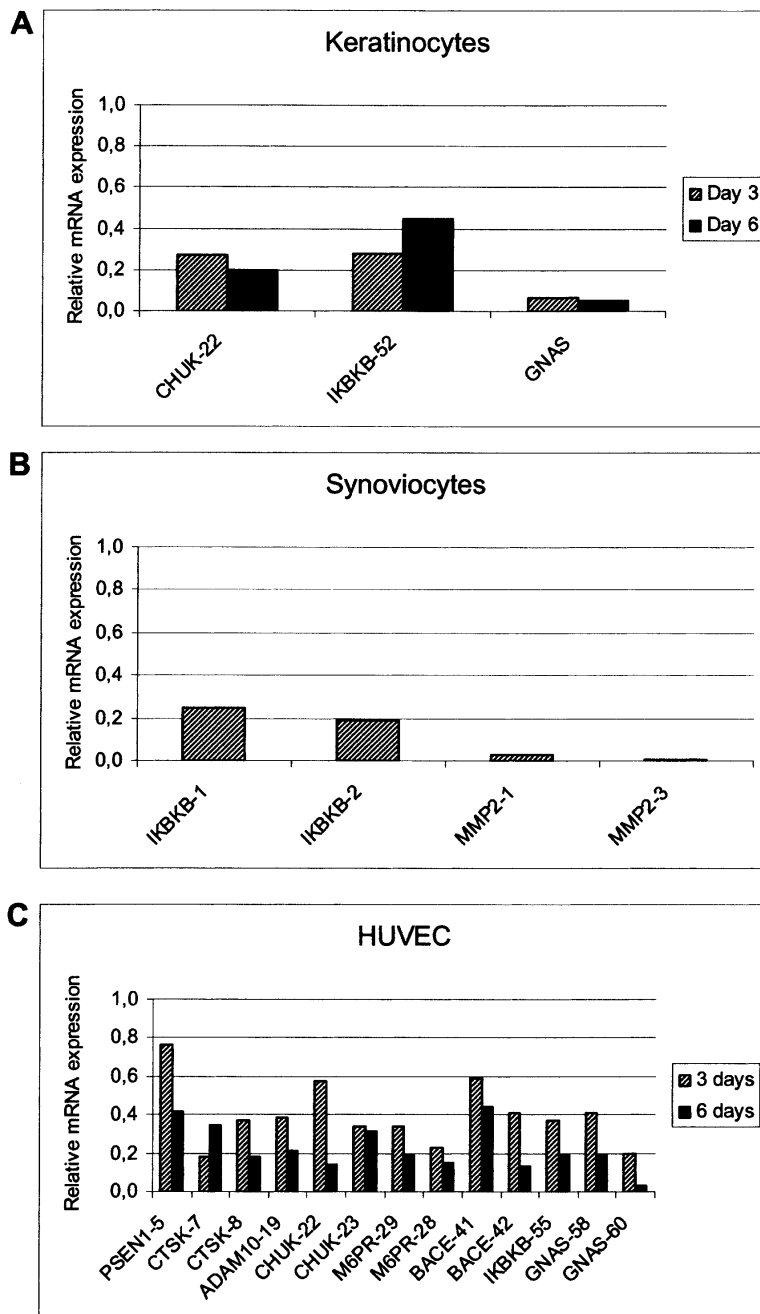 A
Keratinocytes
Relative mRNA expression
1,0
0,8
0,6
0,4
0,2
0,0
CHUK-22
IKBKB-52
GNAS
Day 3
Day 6
B
Synoviocytes
Relative mRNA expression
1,0
0,8
0,6
0,4
0,2
0,0
IKBKB-1
IKBKB-2
MMP2-1
MMP2-3
C
HUVEC
Relative mRNA expression
1,0
0,8
0,6
0,4
0,2
0,0
PSEN1-5
CTSK-7
CTSK-8
ADAM10-19
CHUK-22
CHUK-23
M6PR-29
M6PR-28
BACE-41
BACE-42
IKBKB-55
GNAS-58
GNAS-60
3 days
6 days